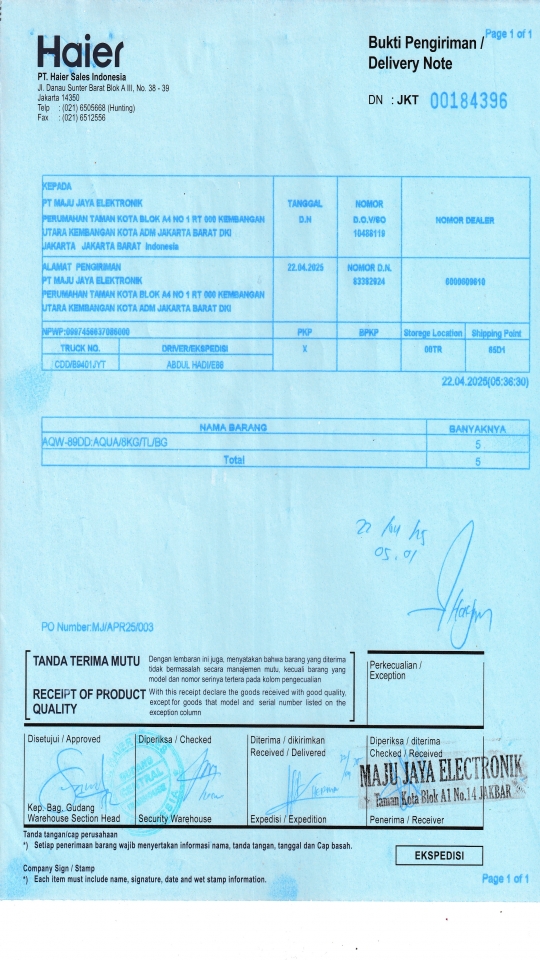 Haier
PT. Haier Sales Indonesia
Jl. Danau Sunter Barat Blok A III, No. 38 - 39
Jakarta 14350
Telp : (021) 6505668 (Hunting)
Fax : (021) 6512556
Page 1 of 1
Bukti Pengiriman /
Delivery Note
DN : JKT 00184396
KEPADA
PT MAJU JAYA ELEKTRONIK
PERUMAHAN TAMAN KOTA BLOK A4 NO 1 RT 000 KEMBANGAN
UTARA KEMBANGAN KOTA ADM JAKARTA BARAT DKI
JAKARTA JAKARTA BARAT Indonesia
TANGGAL
D.N
NOMOR
D.O.V/SO
10488119
NOMOR DEALER
ALAMAT PENGIRIMAN
PT MAJU JAYA ELEKTRONIK
PERUMAHAN TAMAN KOTA BLOK A4 NO 1 RT 000 KEMBANGAN
UTARA KEMBANGAN KOTA ADM JAKARTA BARAT DKI
22.04.2025
NOMOR D.N.
83382924
PKP BPKP Storege Location Shipping Point
TRUCK NO. DRIVER/EKSPEDISI X 00TR 65D1
CDD/B9401JYT ABDUL HADI/E86
22.04.2025(05:36:30)
NAMA BARANG BANYAKNYA
AQW-89DD:AQUA/8KG/TL/BG 5
Total 5
05.01
PO Number:MJ/APR25/003
TANDA TERIMA MUTU
Dengan lembaran ini juga, menyatakan bahwa barang yang diterima
tidak bermasalah secara manajemen mutu, kecuali barang yang
model dan nomor serinya tertera pada kolom pengecualian
RECEIPT OF PRODUCT
QUALITY
With this receipt declare the goods received with good quality,
except for goods that model and serial number listed on the
exception column
Perkecualian /
Exception
Disetujui / Approved
Kep. Bag. Gudang
Warehouse Section Head
Diperiksa / Checked
Security Warehouse
Diterima / dikirimkan
Received / Delivered
Expedisi / Expedition
Diperiksa / diterima
Checked / Received
MAJU JAYA ELECTRONIK
Taman Kota Blok A1 No.14 JAKBAR
Penerima / Receiver
Tanda tangan/cap perusahaan
*) Setiap penerimaan barang wajib menyertakan informasi nama, tanda tangan, tanggal dan Cap basah.
EKSPEDISI
Company Sign / Stamp
*) Each item must include name, signature, date and wet stamp information.
Page 1 of 1